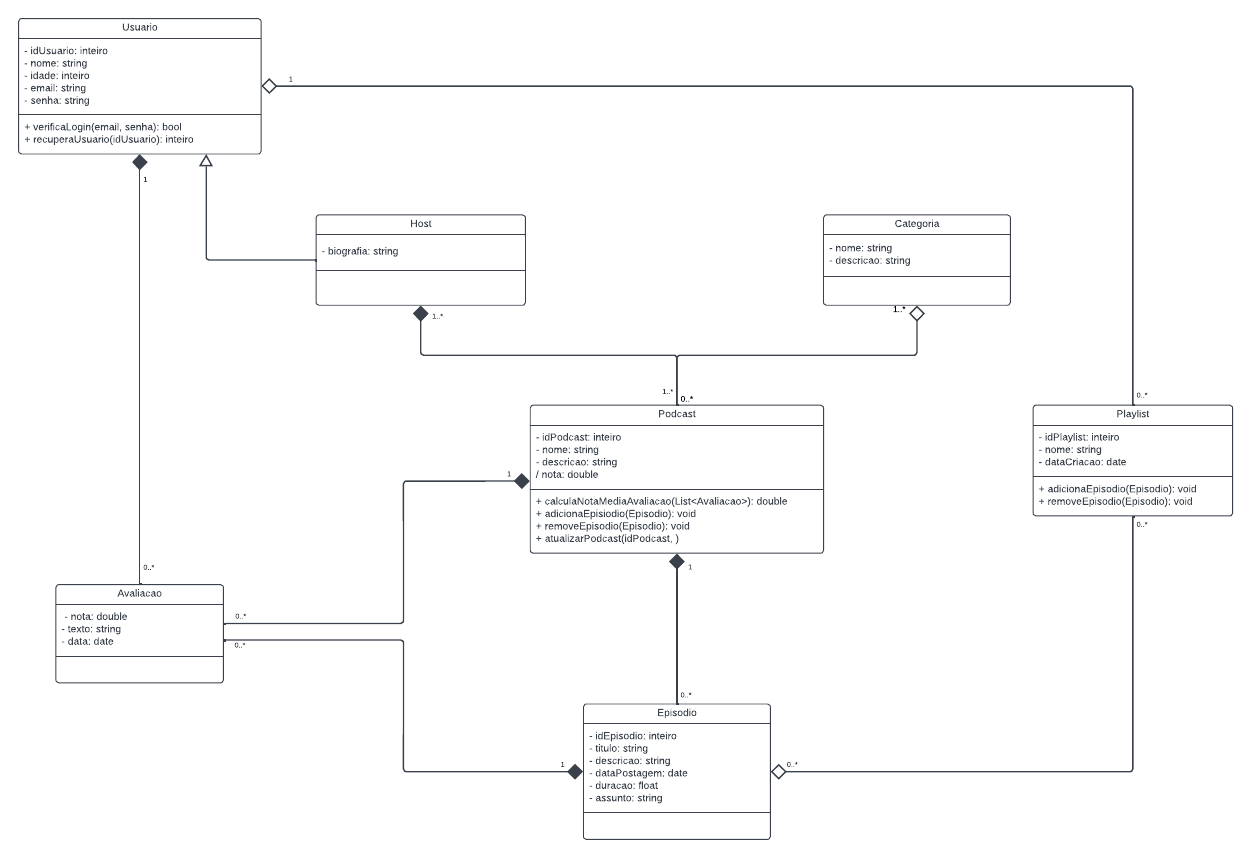 Usuario
- idUsuario: inteiro
- nome: string
- idade: inteiro
- email: string
- senha: string
+ verificaLogin(email, senha): bool
+ recuperaUsuario(idUsuario): inteiro
1
1
Host
- biografia: string
1..*
Categoria
- nome: string
- descricao: string
1..*
1..*
0..*
Podcast
- idPodcast: inteiro
- nome: string
- descricao: string
/ nota: double
+ calculaNotaMediaAvaliacao(List<Avaliacao>): double
+ adicionaEpisiodio(Episodio): void
+ removeEpisodio(Episodio): void
+ atualizarPodcast(idPodcast, )
1
1
0..*
Playlist
- idPlaylist: inteiro
- nome: string
- dataCriacao: date
+ adicionaEpisodio(Episodio): void
+ removeEpisodio(Episodio): void
0..*
0..*
Avaliacao
- nota: double
- texto: string
- data: date
0..*
0..*
0..*
Episodio
- idEpisodio: inteiro
- titulo: string
- descricao: string
- dataPostagem: date
- duracao: float
- assunto: string
1
0..*